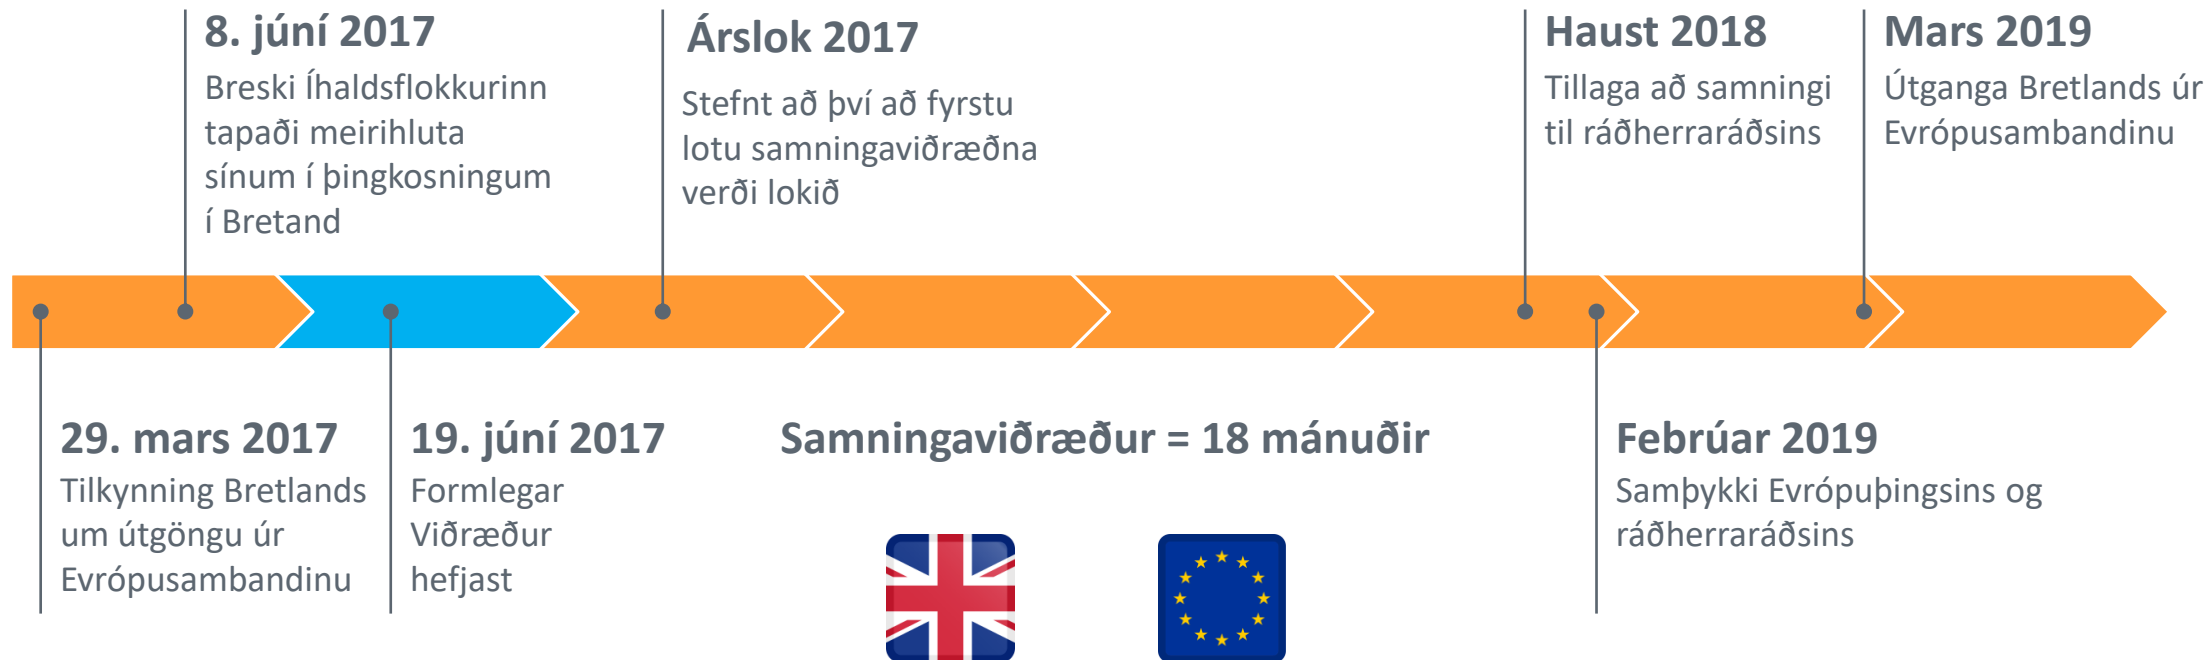 8. júní 2017
Breski Íhaldsflokkurinn
tapaði meirihluta
sínum í þingkosningum
í Bretand
Árslok 2017
Stefnt að því að fyrstu
lotu samningaviðræðna
verði lokið
Haust 2018
Tillaga að samningi
til ráðherraráðsins
Mars 2019
Útganga Bretlands úr
Evrópusambandinu
29. mars 2017
Tilkynning Bretlands
um útgöngu úr
Evrópusambandinu
19. júní 2017
Formlegar
Viðræður
hefjast
Samningaviðræður = 18 mánuðir
Febrúar 2019
Samþykki Evrópuþingsins og
ráðherraráðsins